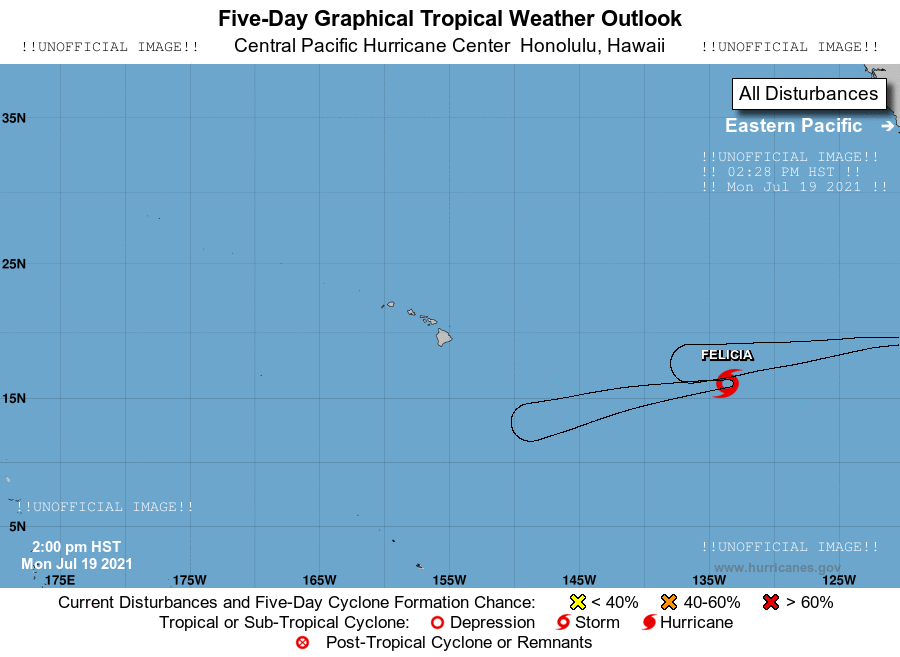 Five-Day Graphical Tropical Weather Outlook
!!UNOFFICIAL IMAGE!! Central Pacific Hurricane Center Honolulu, Hawaii !!UNOFFICIAL IMAGE!!
All Disturbances
35N
Eastern Pacific
!!UNOFFICIAL IMAGE!!
!! 02:28 PM HST !!
!! Mon Jul 19 2021 !!
25N
FELICIA
15N
!!UNOFFICIAL IMAGE!!
5N
2:00 pm HST
Mon Jul 19 2021
!!UNOFFICIAL IMAGE!!
www.hurricanes.gov
175E 175W 165W 155W 145W 135W 125W
Current Disturbances and Five-Day Cyclone Formation Chance: < 40% 40-60% > 60%
Tropical or Sub-Tropical Cyclone: Depression Storm Hurricane
Post-Tropical Cyclone or Remnants